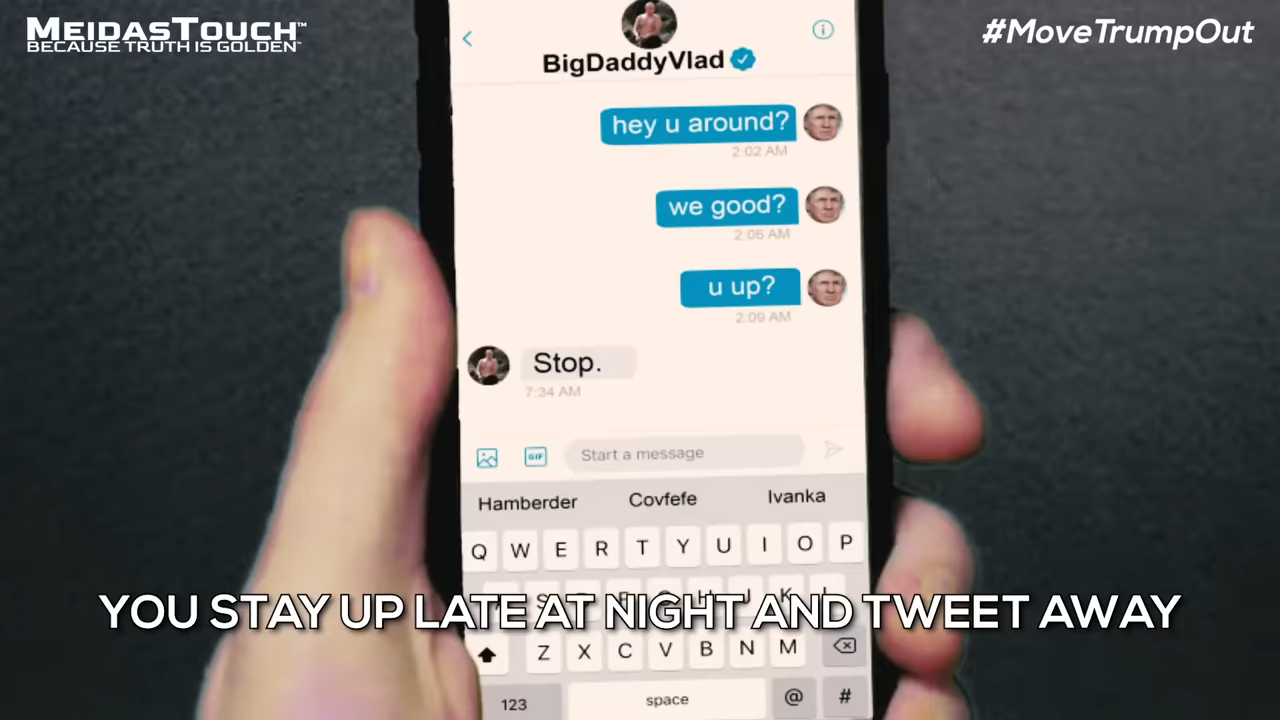 MEIDASTOUCH™
BECAUSE TRUTH IS GOLDEN™
#MoveTrumpOut
BigDaddyVlad
hey u around?
2:02 AM
we good?
2:06 AM
u up?
2:09 AM
Stop.
7:34 AM
GIF
Start a message
Hamberder Covfefe Ivanka
Q W E R T Y U I O P
YOU STAY UP LATE AT NIGHT AND TWEET AWAY
Z X C V B N M
123 space @ #